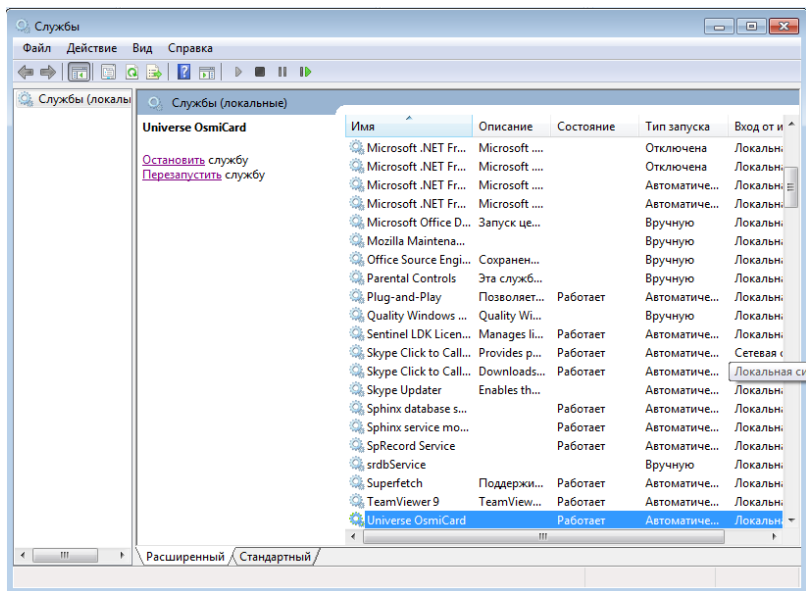 Службы
Файл Действие Вид Справка
Службы (локалы
Службы (локальные)
Universe OsmiCard
Остановить службу
Перезапустить службу
Имя Описание Состояние Тип запуска Вход от и
Microsoft .NET Fr... Microsoft .... Отключена Локальна
Microsoft .NET Fr... Microsoft .... Отключена Локальна
Microsoft .NET Fr... Microsoft .... Автоматиче... Локальна
Microsoft .NET Fr... Microsoft .... Автоматиче... Локальна
Microsoft Office D... Запуск це... Вручную Локальна
Mozilla Maintena... Вручную Локальна
Office Source Engi... Сохранен... Вручную Локальна
Parental Controls Эта служб... Вручную Локальна
Plug-and-Play Позволяет... Работает Автоматиче... Локальна
Quality Windows ... Quality Wi... Вручную Локальна
Sentinel LDK Licen... Manages li... Работает Автоматиче... Локальна
Skype Click to Call... Provides p... Работает Автоматиче... Сетевая с
Skype Click to Call... Downloads... Работает Автоматиче... Локальная си
Skype Updater Enables th... Автоматиче... Локальна
Sphinx database s... Работает Автоматиче... Локальна
Sphinx service mo... Работает Автоматиче... Локальна
SpRecord Service Работает Автоматиче... Локальна
srdbService Вручную Локальна
Superfetch Поддержи... Работает Автоматиче... Локальна
TeamViewer 9 TeamView... Работает Автоматиче... Локальна
Universe OsmiCard Работает Автоматиче... Локальна
Расширенный Стандартный